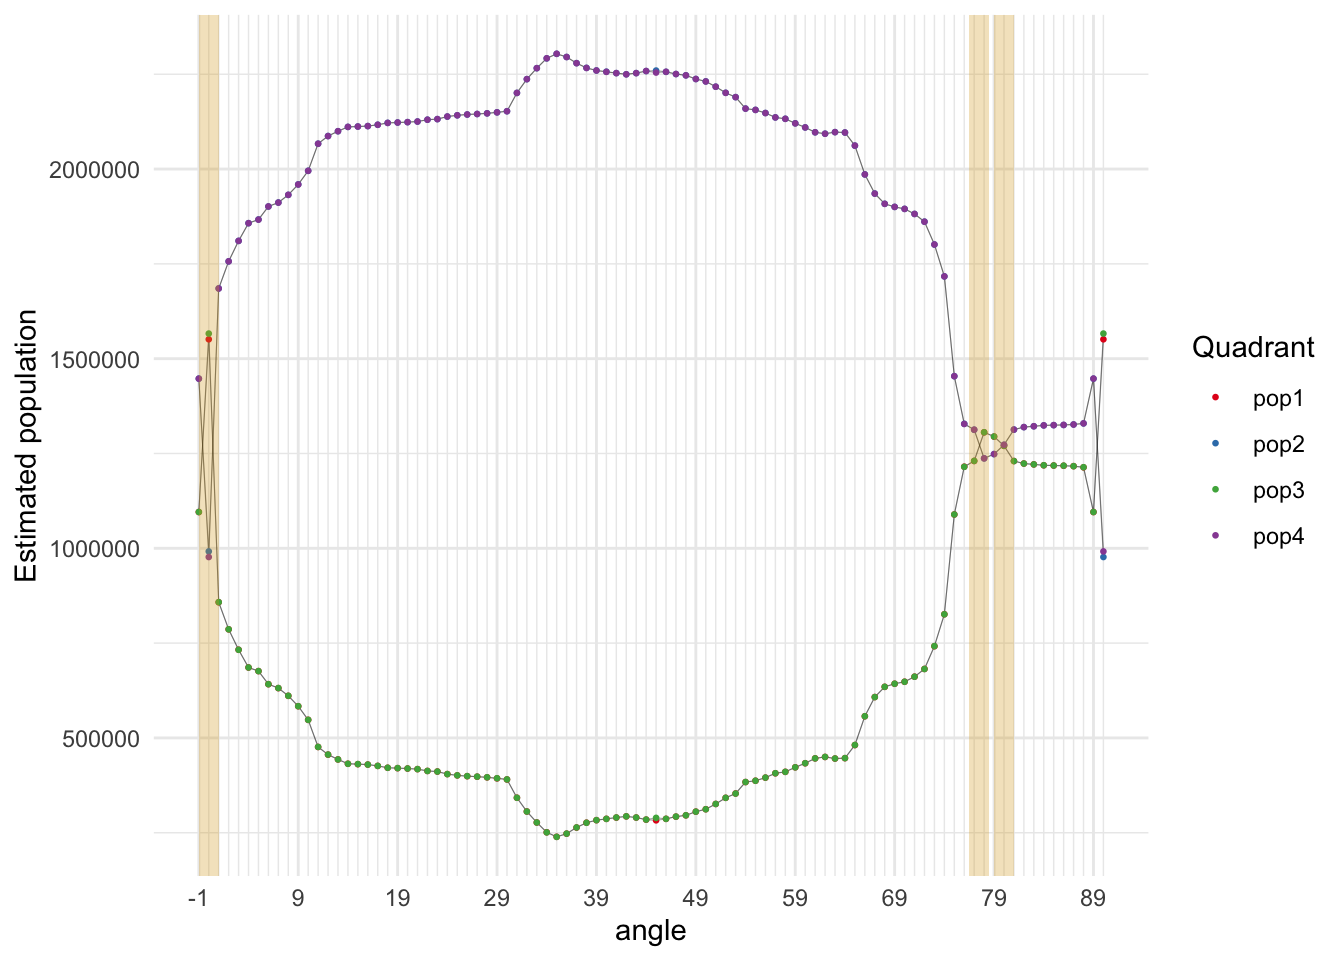 Estimated population
2000000
1500000
1000000
500000
-1 9 19 29 39 49 59 69 79 89
angle
Quadrant
pop1
pop2
pop3
pop4